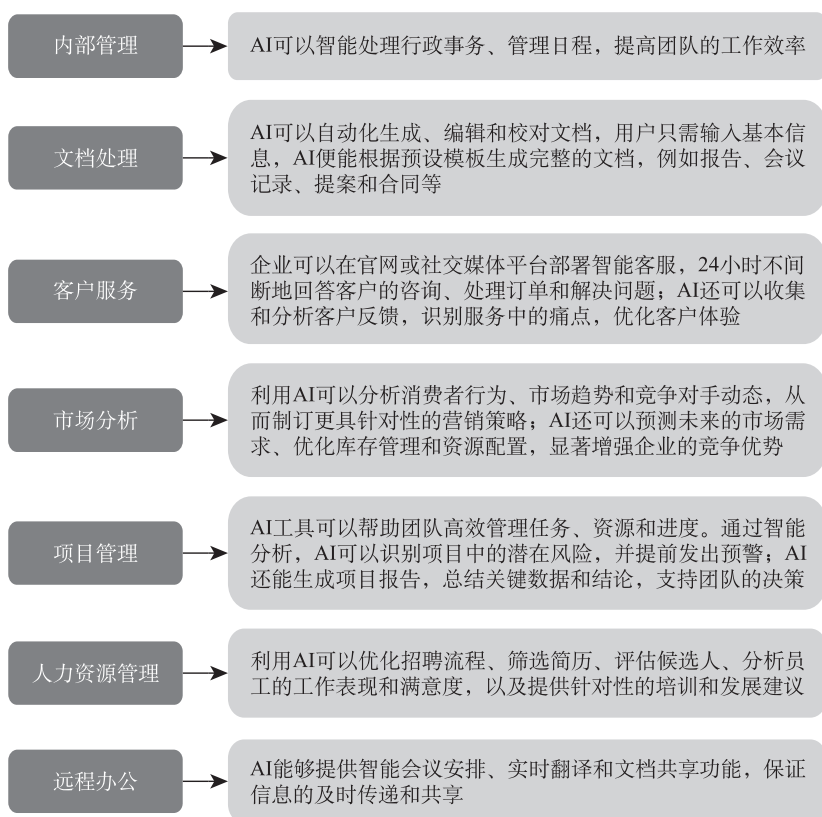 内部管理
AI可以智能处理行政事务、管理日程，提高团队的工作效率
文档处理
AI可以自动化生成、编辑和校对文档，用户只需输入基本信
息，AI便能根据预设模板生成完整的文档，例如报告、会议
记录、提案和合同等
客户服务
企业可以在官网或社交媒体平台部署智能客服，24小时不间
断地回答客户的咨询、处理订单和解决问题；AI还可以收集
和分析客户反馈，识别服务中的痛点，优化客户体验
市场分析
利用AI可以分析消费者行为、市场趋势和竞争对手动态，从
而制订更具针对性的营销策略；AI还可以预测未来的市场需
求、优化库存管理和资源配置，显著增强企业的竞争优势
项目管理
AI工具可以帮助团队高效管理任务、资源和进度。通过智能
分析，AI可以识别项目中的潜在风险，并提前发出预警；AI
还能生成项目报告，总结关键数据和结论，支持团队的决策
人力资源管理
利用AI可以优化招聘流程、筛选简历、评估候选人、分析员
工的工作表现和满意度，以及提供针对性的培训和发展建议
远程办公
AI能够提供智能会议安排、实时翻译和文档共享功能，保证
信息的及时传递和共享